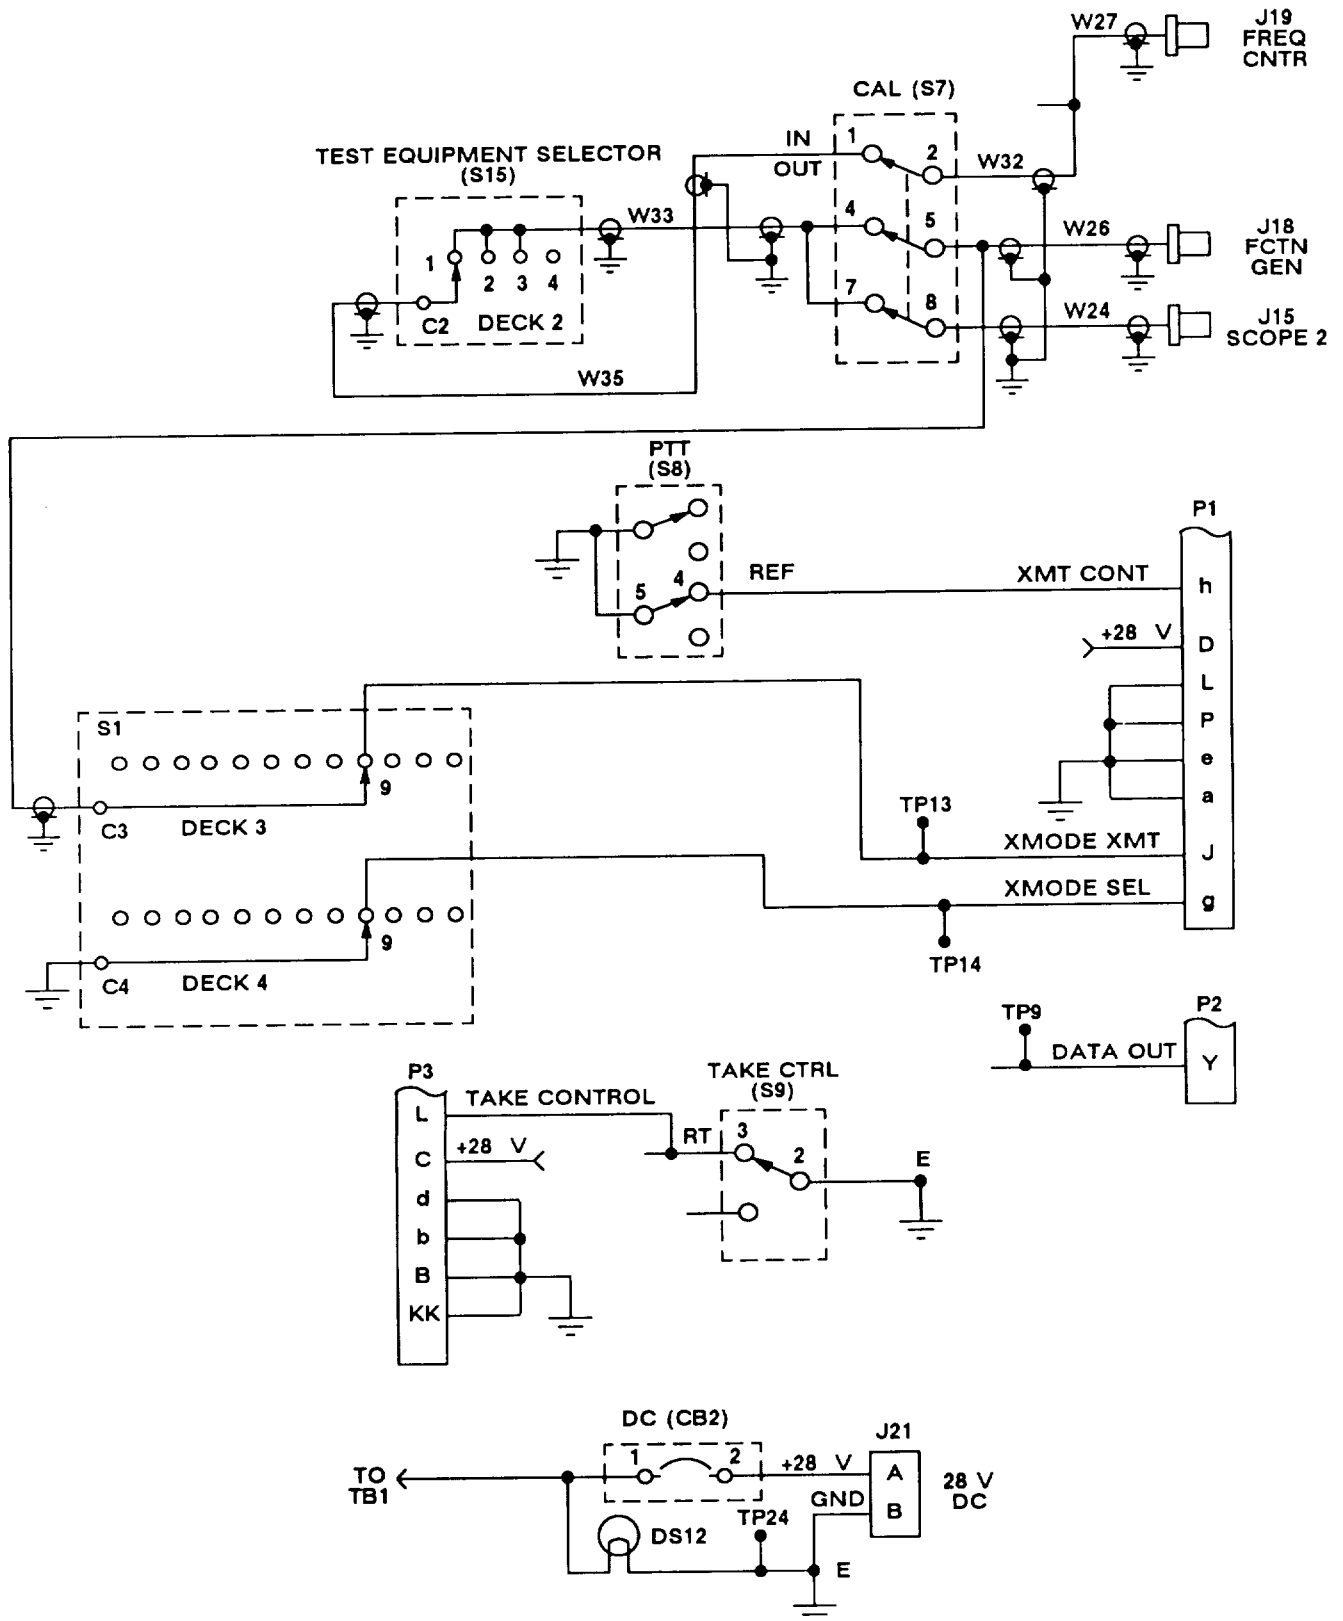 W27
J19
FREQ
CNTR
CAL (S7)
TEST EQUIPMENT SELECTOR
(S15)
IN
OUT
1
2
W32
W33
4
5
W26
J18
FCTN
GEN
1
2
3
4
7
8
W24
J15
SCOPE 2
C2
DECK 2
W35
PTT
(S8)
P1
REF
XMT CONT
h
5
4
+28 V
D
L
P
e
a
S1
9
C3
DECK 3
TP13
XMODE XMT
J
XMODE SEL
g
9
C4
DECK 4
TP14
TP9
P2
DATA OUT
Y
P3
TAKE CTRL
(S9)
L
TAKE CONTROL
RT
3
2
E
C
+28 V
d
b
B
KK
DC (CB2)
J21
TO
TB1
1
2
+28 V
A
28 V
DC
GND
B
TP24
DS12
E